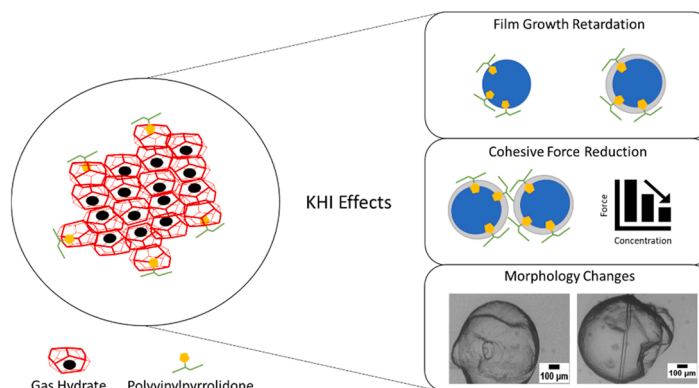 Film Growth Retardation
KHI Effects
Cohesive Force Reduction
Force
Concentration
Morphology Changes
100 μm
100 μm
Gas Hydrate
Polyvinylpyrrolidone